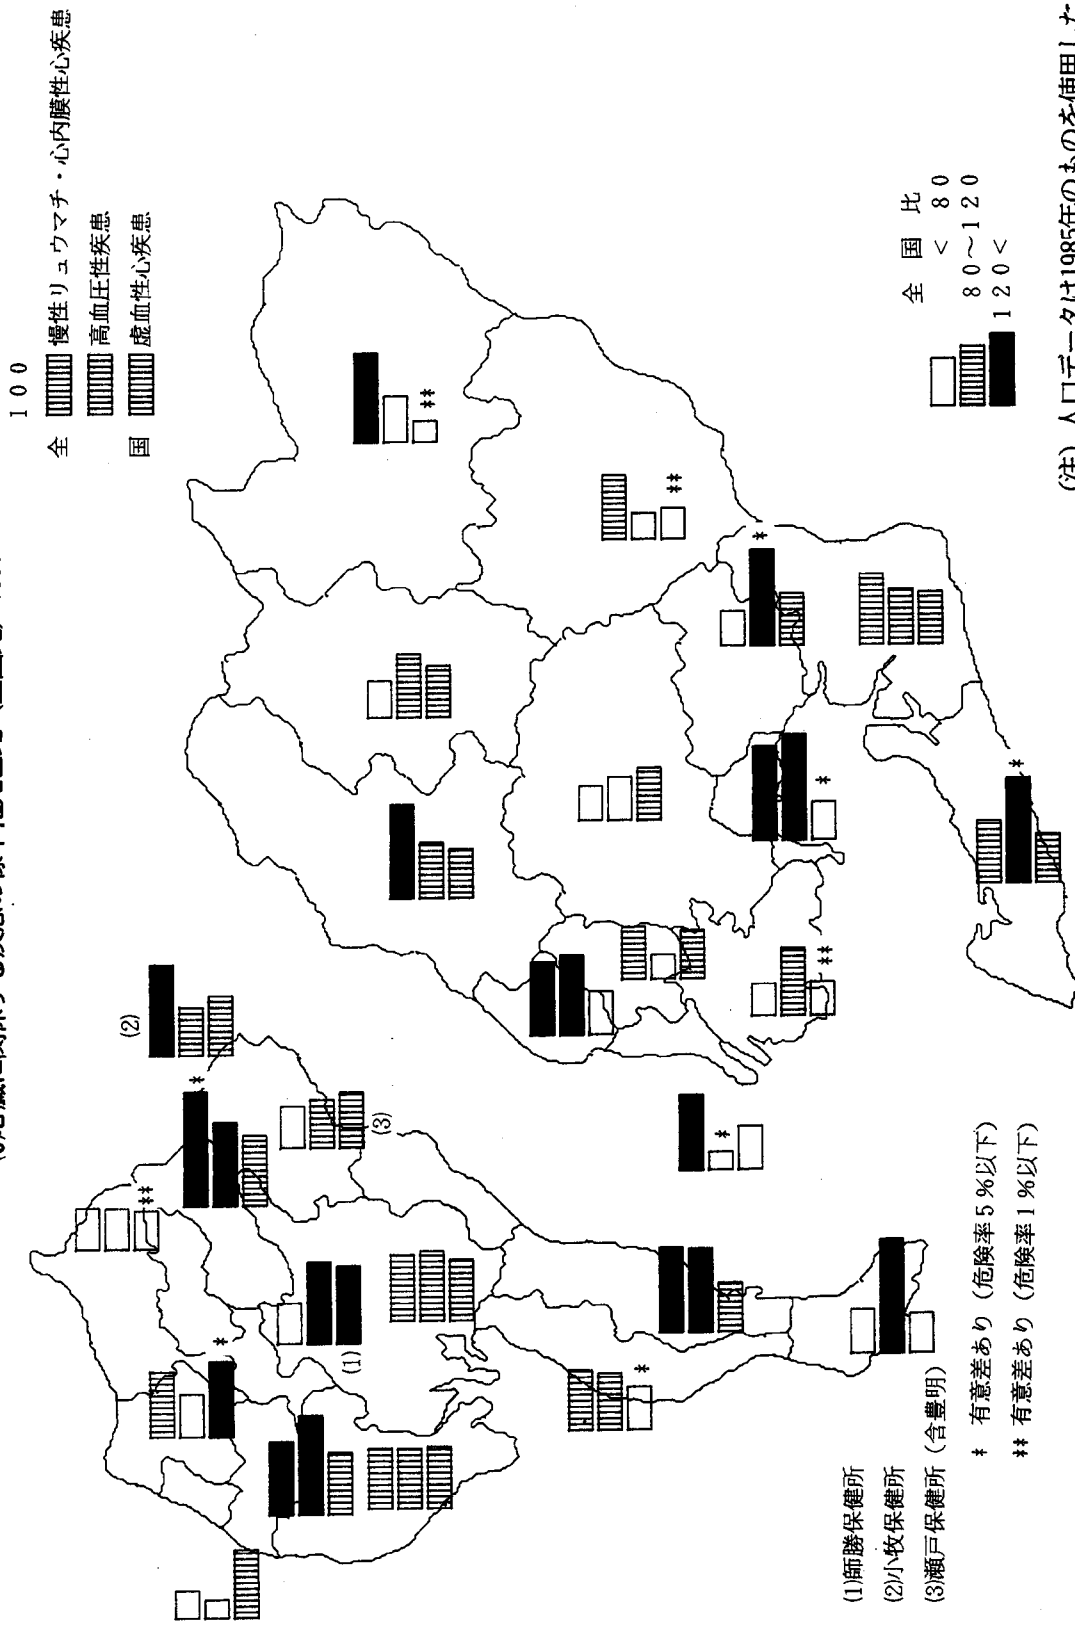 100
全 慢性リュウマチ・心内膜性心疾患
高血圧性疾患
国 虚血性心疾患
(2)
(3)
(1)
*
**
*
**
**
*
*
**
*
*
*
全国比
< 80
80~120
120<
(1)師勝保健所
(2)小牧保健所
(3)瀬戸保健所（含豊明）
* 有意差あり（危険率5%以下）
** 有意差あり（危険率1%以下）
(注) 人口データは1985年のものを使用した